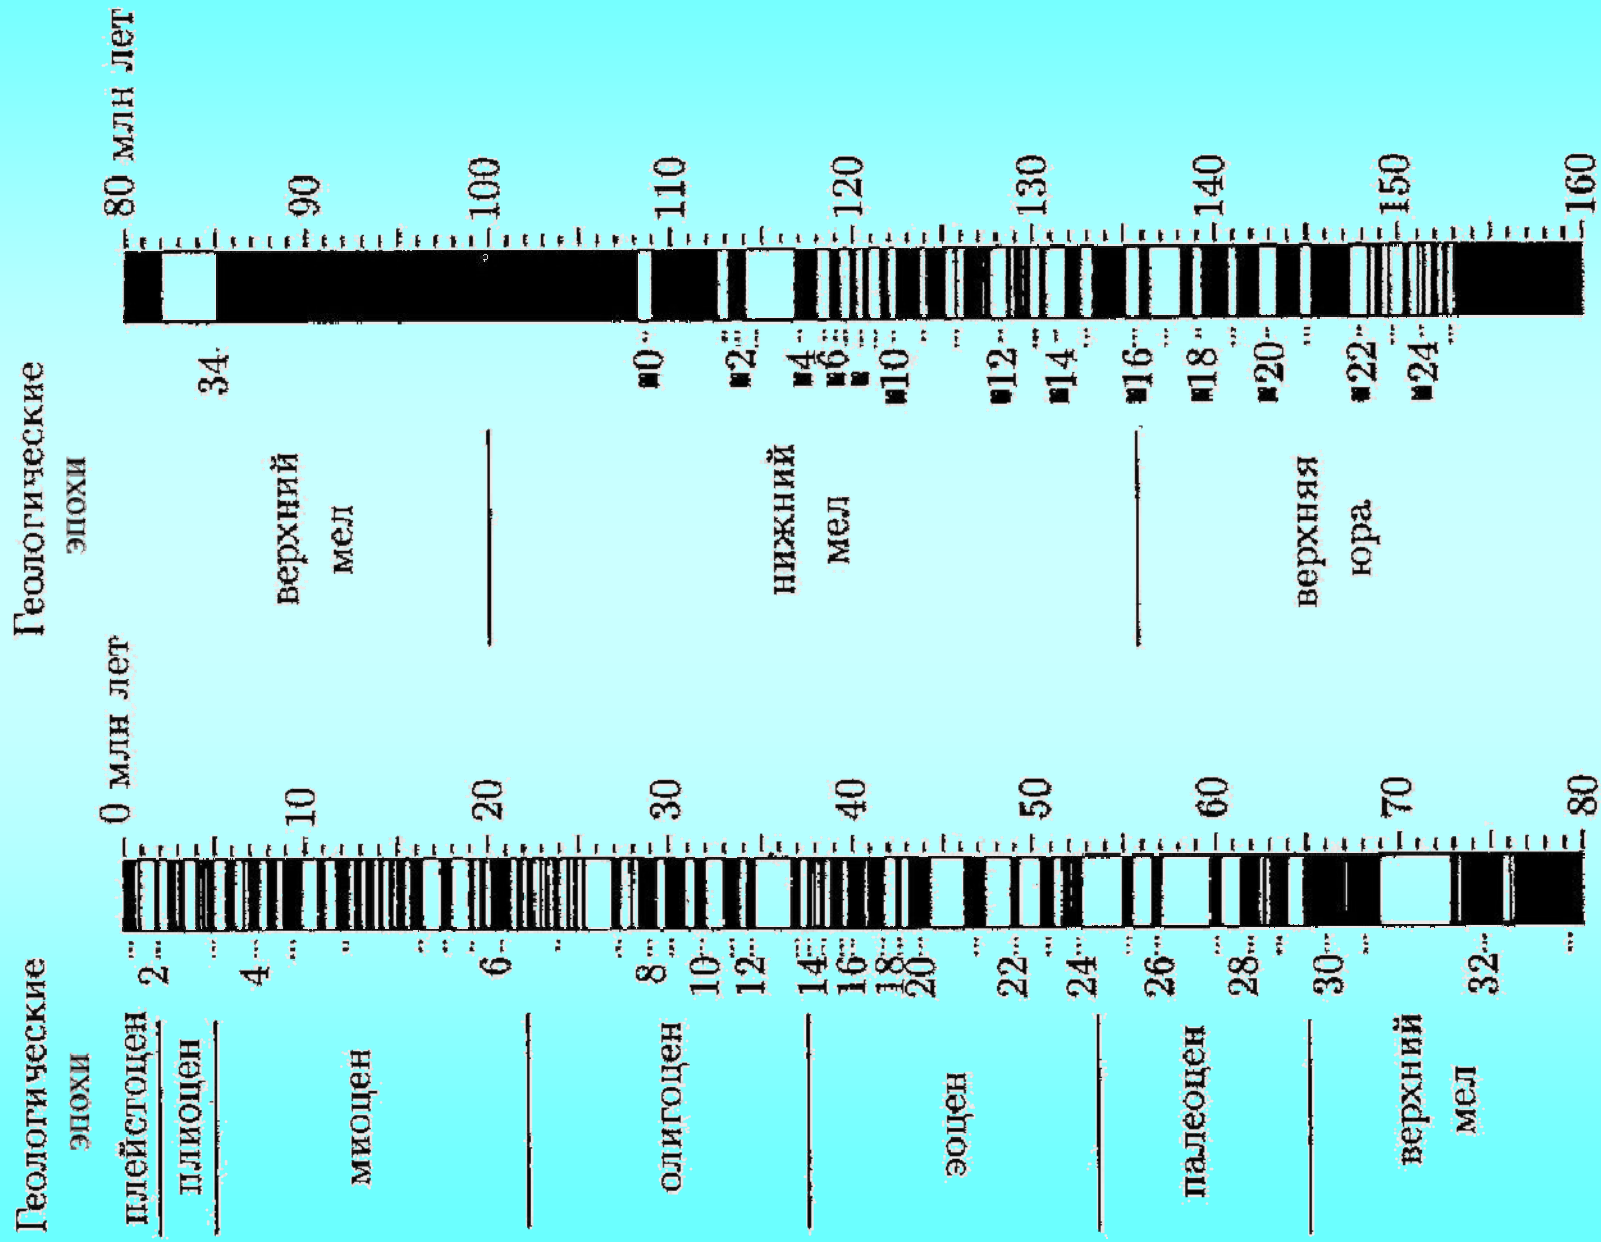 Геологические
эпохи
0 млн лет
плейстоцен
2
плиоцен
4
10
миоцен
6
20
8
30
олигоцен
10
12
14
16
40
18
20
эоцен
22
50
24
26
палеоцен
60
28
30
верхний
мел
70
32
80
Геологические
эпохи
80 млн лет
34
90
верхний
мел
100
0
110
2
4
6
120
нижний
мел
10
12
130
14
16
18
140
20
верхняя
юра
22
150
24
160